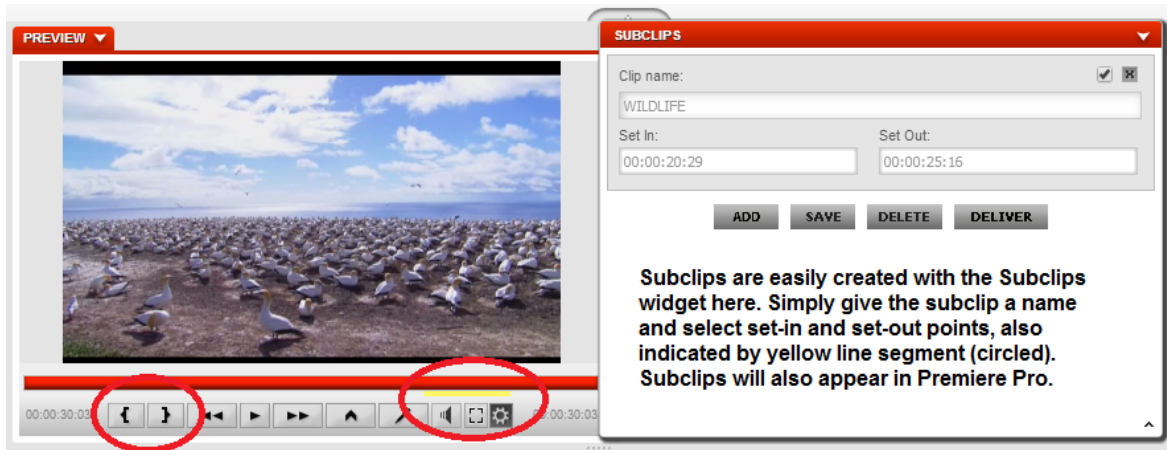 PREVIEW
SUBCLIPS
Clip name:
WILDLIFE
Set In:
Set Out:
00:00:20:29
00:00:25:16
ADD
SAVE
DELETE
DELIVER
Subclips are easily created with the Subclips
widget here. Simply give the subclip a name
and select set-in and set-out points, also
indicated by yellow line segment (circled).
Subclips will also appear in Premiere Pro.
00:00:30:03
{ }
00:00:30:03